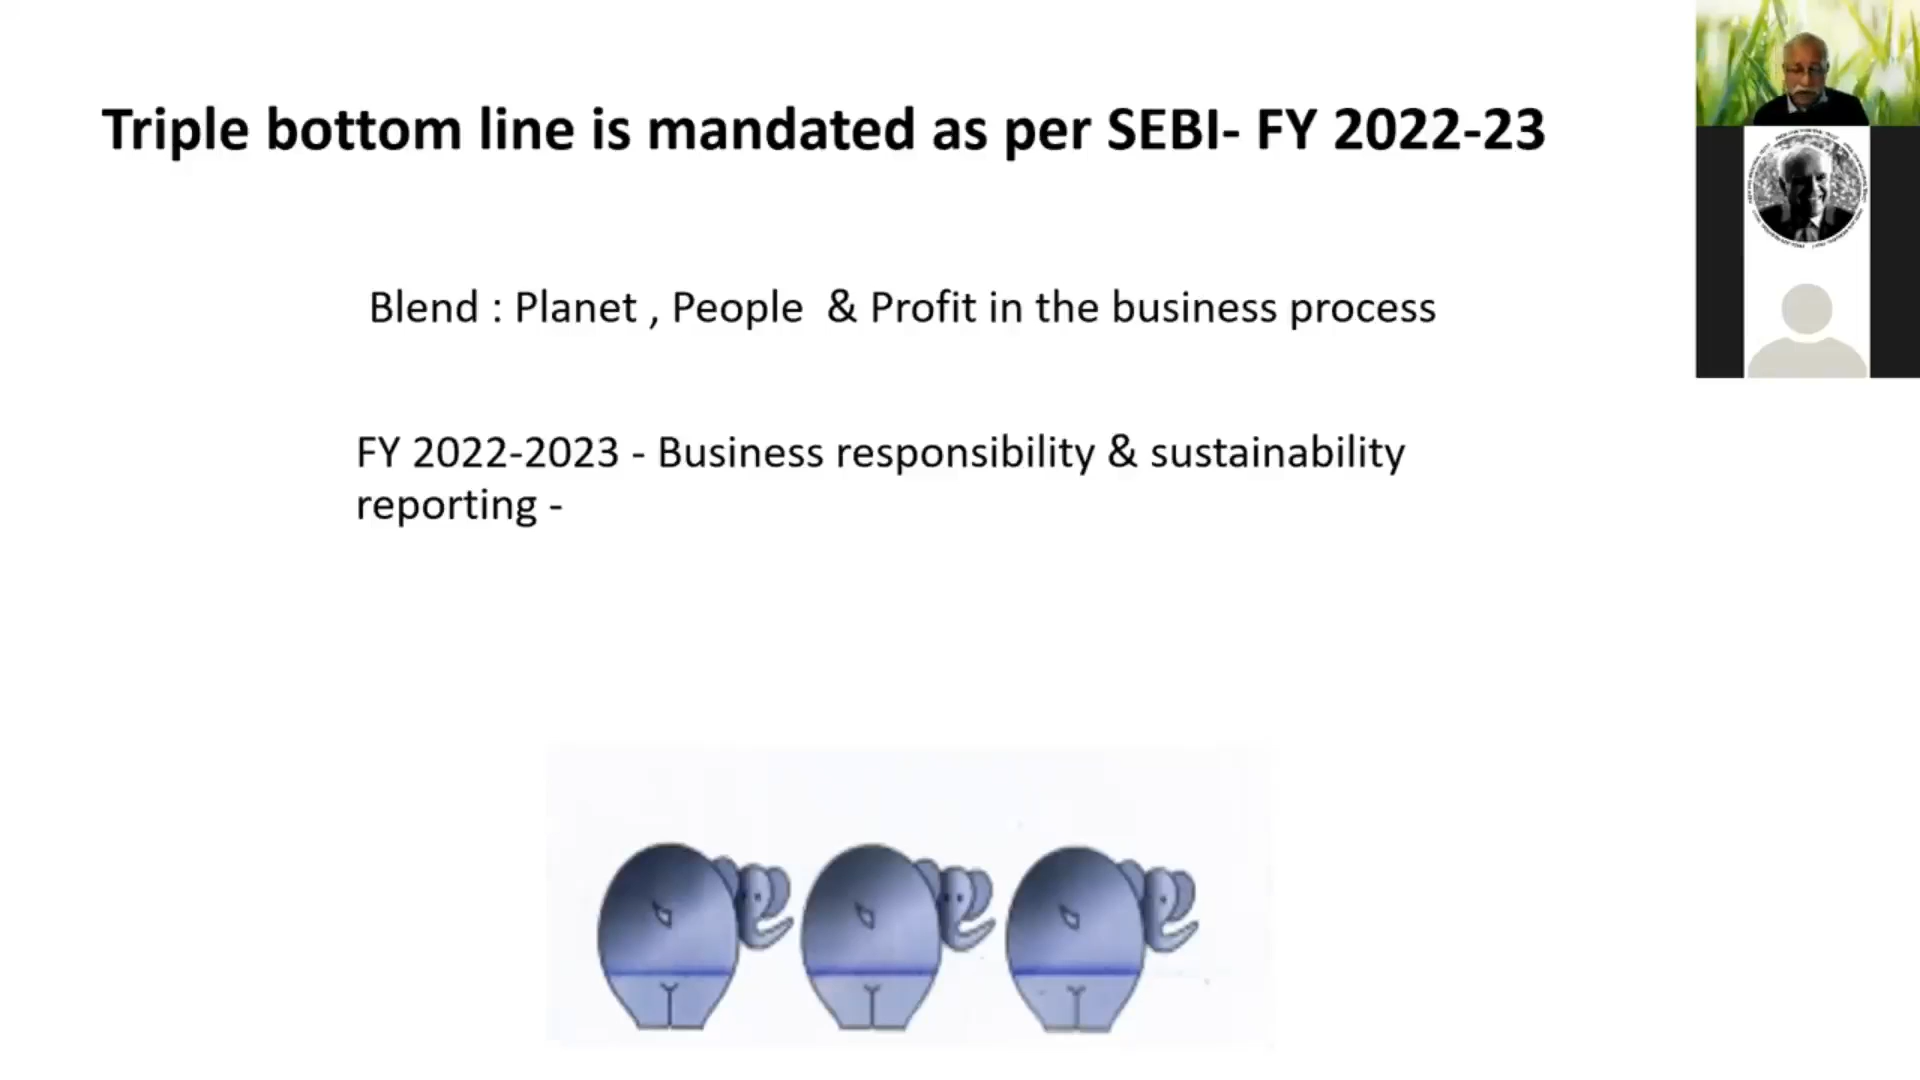 Triple bottom line is mandated as per SEBI- FY 2022-23
Blend : Planet , People & Profit in the business process
FY 2022-2023 - Business responsibility & sustainability
reporting -